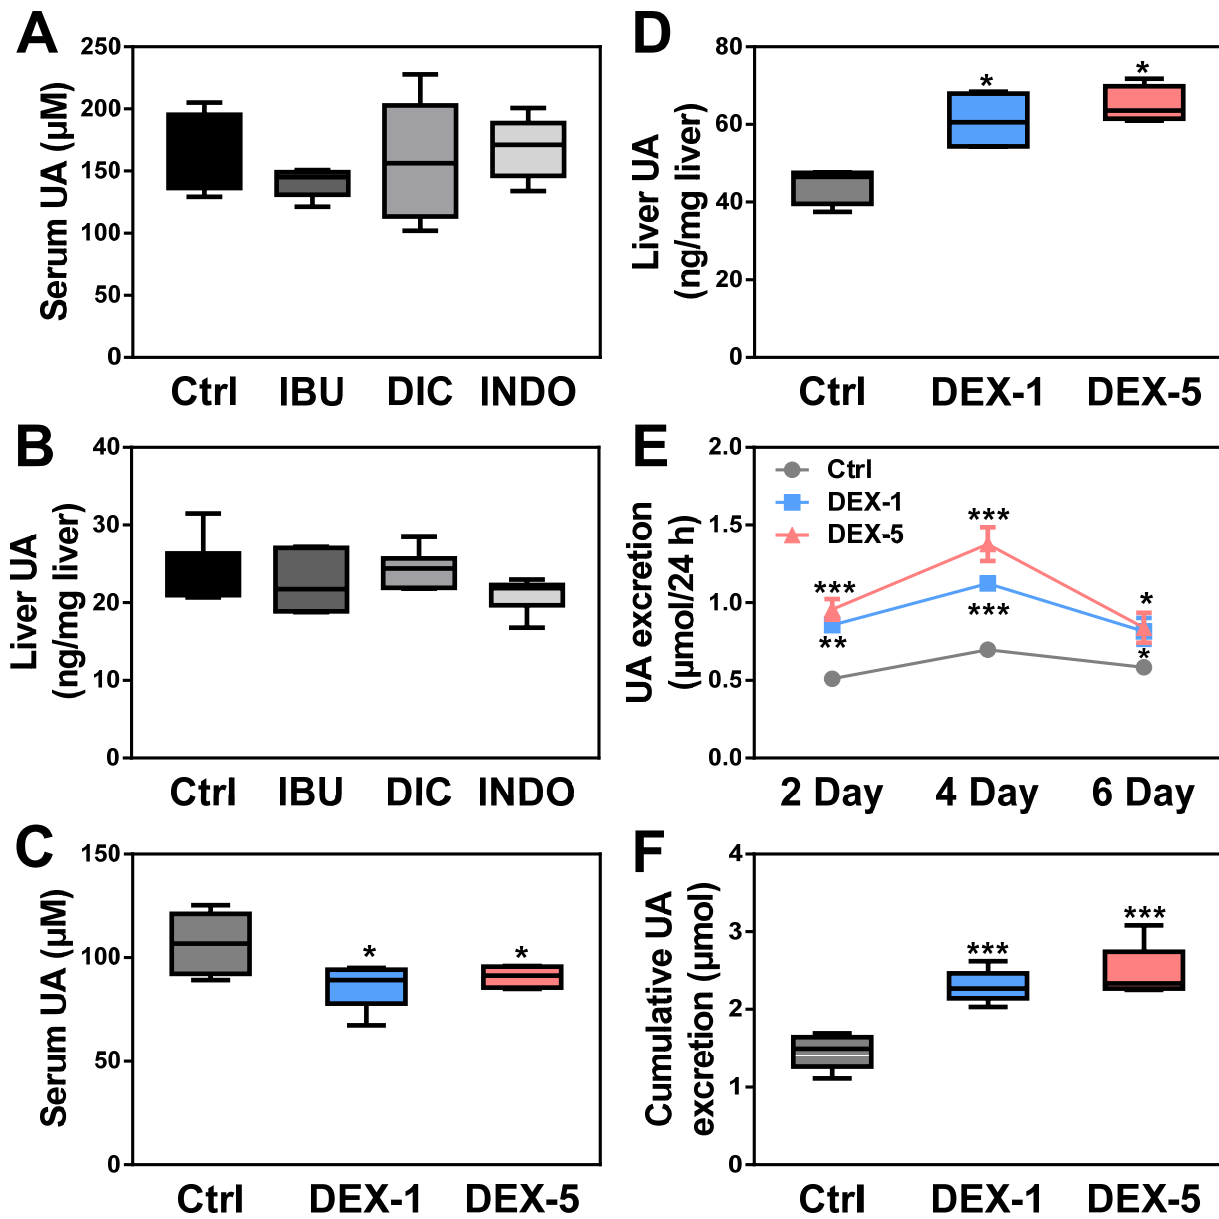 A
Serum UA (µM)
250
200
150
100
50
0
Ctrl IBU DIC INDO
B
Liver UA
(ng/mg liver)
40
30
20
10
0
Ctrl IBU DIC INDO
C
Serum UA (µM)
150
100
50
0
*
*
Ctrl DEX-1 DEX-5
D
Liver UA
(ng/mg liver)
80
60
40
20
0
*
*
Ctrl DEX-1 DEX-5
E
UA excretion
(µmol/24 h)
2.0
1.5
1.0
0.5
0.0
Ctrl
DEX-1
DEX-5
***
**
***
***
*
*
2 Day 4 Day 6 Day
F
Cumulative UA
excretion (µmol)
4
3
2
1
0
***
***
Ctrl DEX-1 DEX-5